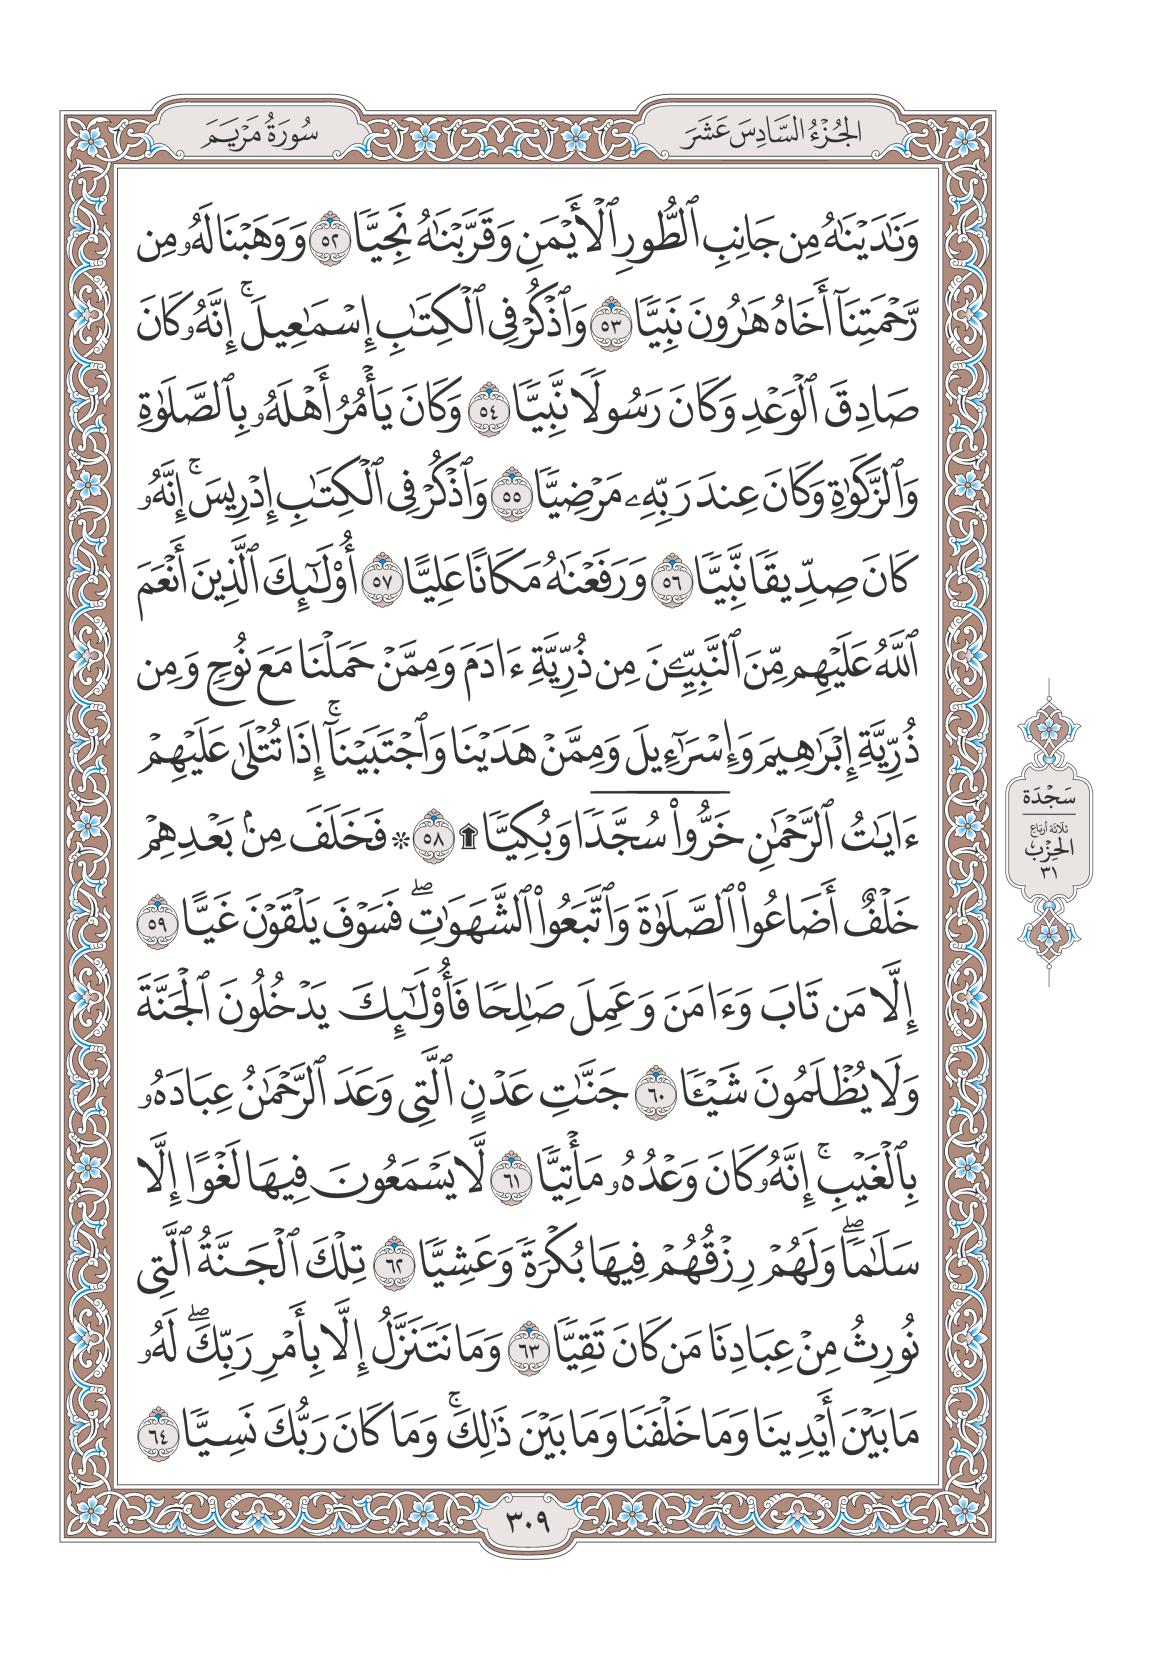 الجُزْءُ السَّادِسَ عَشَرَ
سُورَةُ مَرْيَمَ
وَنَٰدَيْنَٰهُ مِن جَانِبِ ٱلطُّورِ ٱلْأَيْمَنِ وَقَرَّبْنَٰهُ نَجِيًّا ٥٢ وَوَهَبْنَا لَهُۥ مِن
رَّحْمَتِنَآ أَخَاهُ هَٰرُونَ نَبِيًّا ٥٣ وَٱذْكُرْ فِى ٱلْكِتَٰبِ إِسْمَٰعِيلَ ۚ إِنَّهُۥ كَانَ
صَادِقَ ٱلْوَعْدِ وَكَانَ رَسُولًا نَّبِيًّا ٥٤ وَكَانَ يَأْمُرُ أَهْلَهُۥ بِٱلصَّلَوٰةِ
وَٱلزَّكَوٰةِ وَكَانَ عِندَ رَبِّهِۦ مَرْضِيًّا ٥٥ وَٱذْكُرْ فِى ٱلْكِتَٰبِ إِدْرِيسَ ۚ إِنَّهُۥ
كَانَ صِدِّيقًا نَّبِيًّا ٥٦ وَرَفَعْنَٰهُ مَكَانًا عَلِيًّا ٥٧ أُو۟لَٰٓئِكَ ٱلَّذِينَ أَنْعَمَ
ٱللَّهُ عَلَيْهِم مِّنَ ٱلنَّبِيِّۦنَ مِن ذُرِّيَّةِ ءَادَمَ وَمِمَّنْ حَمَلْنَا مَعَ نُوحٍ وَمِن
ذُرِّيَّةِ إِبْرَٰهِيمَ وَإِسْرَٰٓءِيلَ وَمِمَّنْ هَدَيْنَا وَٱجْتَبَيْنَآ ۚ إِذَا تُتْلَىٰ عَلَيْهِمْ
ءَايَٰتُ ٱلرَّحْمَٰنِ خَرُّوا۟ سُجَّدًا وَبُكِيًّا ۩ ٥٨ ۞ فَخَلَفَ مِنۢ بَعْدِهِمْ
خَلْفٌ أَضَاعُوا۟ ٱلصَّلَوٰةَ وَٱتَّبَعُوا۟ ٱلشَّهَوَٰتِ ۖ فَسَوْفَ يَلْقَوْنَ غَيًّا ٥٩
إِلَّا مَن تَابَ وَءَامَنَ وَعَمِلَ صَٰلِحًا فَأُو۟لَٰٓئِكَ يَدْخُلُونَ ٱلْجَنَّةَ
وَلَا يُظْلَمُونَ شَيْـًٔا ٦٠ جَنَّٰتِ عَدْنٍ ٱلَّتِى وَعَدَ ٱلرَّحْمَٰنُ عِبَادَهُۥ
بِٱلْغَيْبِ ۚ إِنَّهُۥ كَانَ وَعْدُهُۥ مَأْتِيًّا ٦١ لَّا يَسْمَعُونَ فِيهَا لَغْوًا إِلَّا
سَلَٰمًا ۖ وَلَهُمْ رِزْقُهُمْ فِيهَا بُكْرَةً وَعَشِيًّا ٦٢ تِلْكَ ٱلْجَنَّةُ ٱلَّتِى
نُورِثُ مِنْ عِبَادِنَا مَن كَانَ تَقِيًّا ٦٣ وَمَا نَتَنَزَّلُ إِلَّا بِأَمْرِ رَبِّكَ ۖ لَهُۥ
مَا بَيْنَ أَيْدِينَا وَمَا خَلْفَنَا وَمَا بَيْنَ ذَٰلِكَ ۚ وَمَا كَانَ رَبُّكَ نَسِيًّا ٦٤
سَجْدَة
ثلاثة أرباع
الحِزْب
٣١
٣٠٩